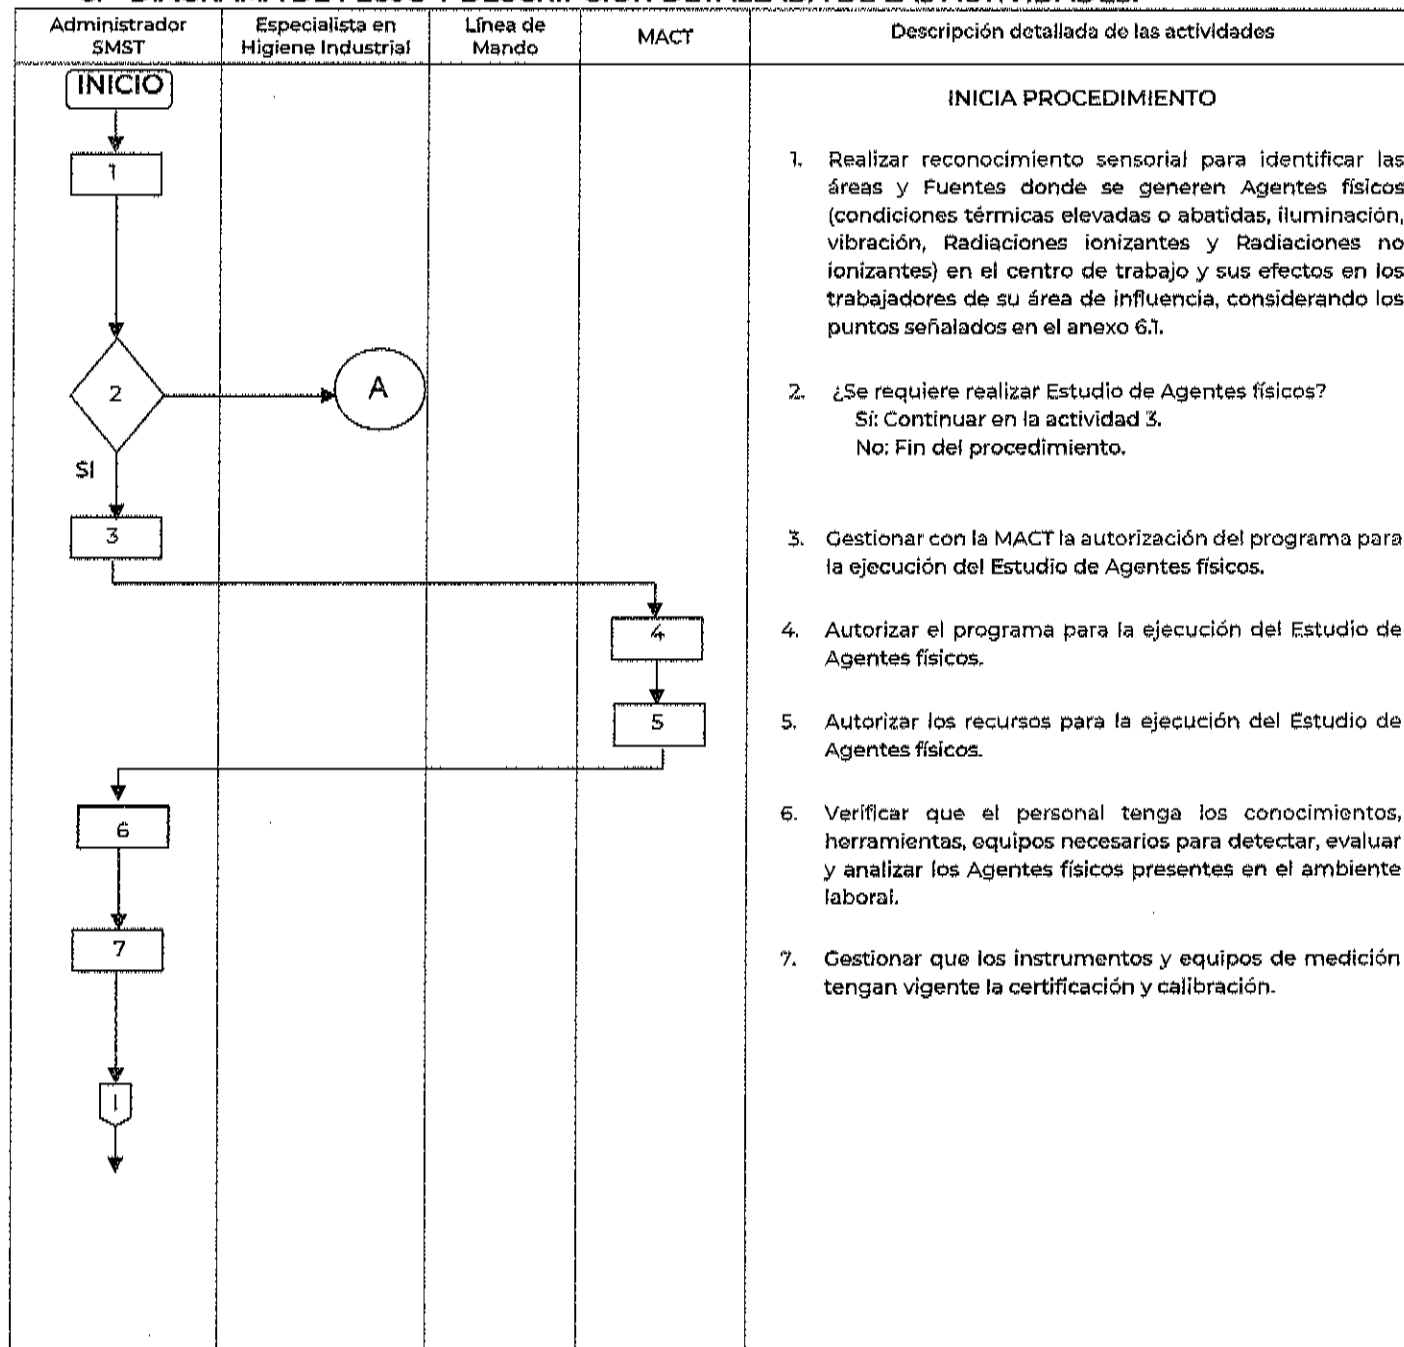 Administrador
SMST
Especialista en
Higiene Industrial
Línea de
Mando
MACT
Descripción detallada de las actividades
INICIO
1
2
A
SI
3
4
5
6
7
I
INICIA PROCEDIMIENTO
1. Realizar reconocimiento sensorial para identificar las
áreas y Fuentes donde se generen Agentes físicos
(condiciones térmicas elevadas o abatidas, iluminación,
vibración, Radiaciones ionizantes y Radiaciones no
ionizantes) en el centro de trabajo y sus efectos en los
trabajadores de su área de influencia, considerando los
puntos señalados en el anexo 6.1.
2. ¿Se requiere realizar Estudio de Agentes físicos?
Sí: Continuar en la actividad 3.
No: Fin del procedimiento.
3. Gestionar con la MACT la autorización del programa para
la ejecución del Estudio de Agentes físicos.
4. Autorizar el programa para la ejecución del Estudio de
Agentes físicos.
5. Autorizar los recursos para la ejecución del Estudio de
Agentes físicos.
6. Verificar que el personal tenga los conocimientos,
herramientas, equipos necesarios para detectar, evaluar
y analizar los Agentes físicos presentes en el ambiente
laboral.
7. Gestionar que los instrumentos y equipos de medición
tengan vigente la certificación y calibración.